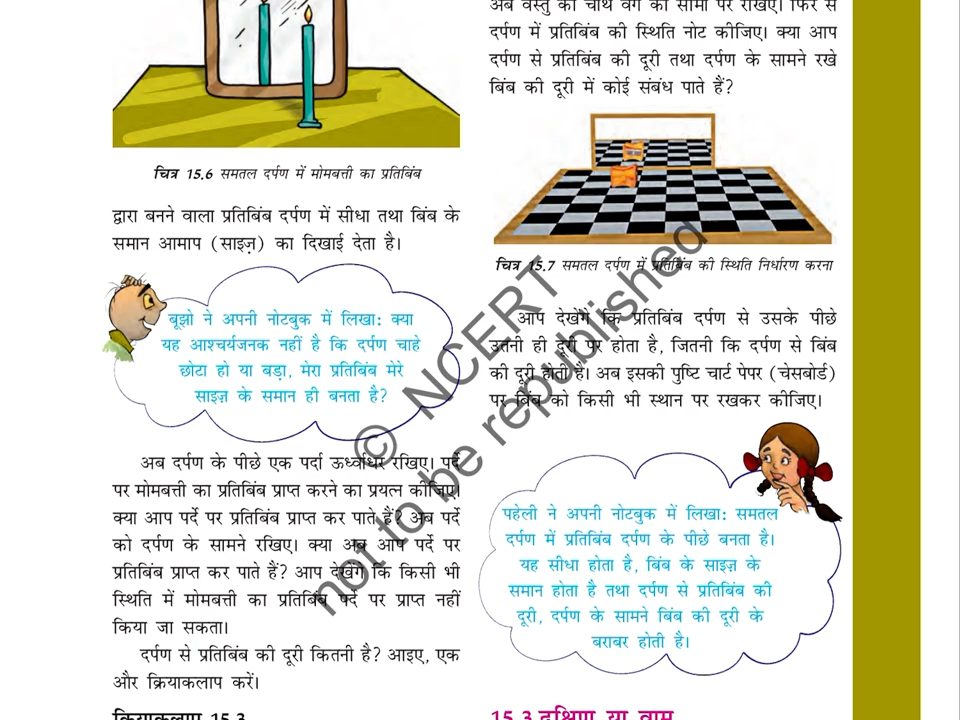 चित्र 15.6 समतल दर्पण में मोमबत्ती का प्रतिबिंब
द्वारा बनने वाला प्रतिबिंब दर्पण में सीधा तथा बिंब के
समान आमाप (साइज़) का दिखाई देता है।
बूझो ने अपनी नोटबुक में लिखा: क्या
यह आश्चर्यजनक नहीं है कि दर्पण चाहे
छोटा हो या बड़ा, मेरा प्रतिबिंब मेरे
साइज़ के समान ही बनता है?
अब दर्पण के पीछे एक पर्दा ऊर्ध्वाधर रखिए। पर्दे
पर मोमबत्ती का प्रतिबिंब प्राप्त करने का प्रयत्न कीजिए।
क्या आप पर्दे पर प्रतिबिंब प्राप्त कर पाते हैं? अब पर्दे
को दर्पण के सामने रखिए। क्या अब आप पर्दे पर
प्रतिबिंब प्राप्त कर पाते हैं? आप देखेंगे कि किसी भी
स्थिति में मोमबत्ती का प्रतिबिंब पर्दे पर प्राप्त नहीं
किया जा सकता।
दर्पण से प्रतिबिंब की दूरी कितनी है? आइए, एक
और क्रियाकलाप करें।
क्रियाकलाप 15.3
अब वस्तु को चौथे वर्ग की सीमा पर रखिए। फिर से
दर्पण में प्रतिबिंब की स्थिति नोट कीजिए। क्या आप
दर्पण से प्रतिबिंब की दूरी तथा दर्पण के सामने रखे
बिंब की दूरी में कोई संबंध पाते हैं?
चित्र 15.7 समतल दर्पण में प्रतिबिंब की स्थिति निर्धारण करना
आप देखेंगे कि प्रतिबिंब दर्पण से उसके पीछे
उतनी ही दूरी पर होता है, जितनी कि दर्पण से बिंब
की दूरी होती है। अब इसकी पुष्टि चार्ट पेपर (चेसबोर्ड)
पर बिंब को किसी भी स्थान पर रखकर कीजिए।
पहेली ने अपनी नोटबुक में लिखा: समतल
दर्पण में प्रतिबिंब दर्पण के पीछे बनता है।
यह सीधा होता है, बिंब के साइज़ के
समान होता है तथा दर्पण से प्रतिबिंब की
दूरी, दर्पण के सामने बिंब की दूरी के
बराबर होती है।
15.3 दक्षिण या वाम
© NCERT
not to be republished